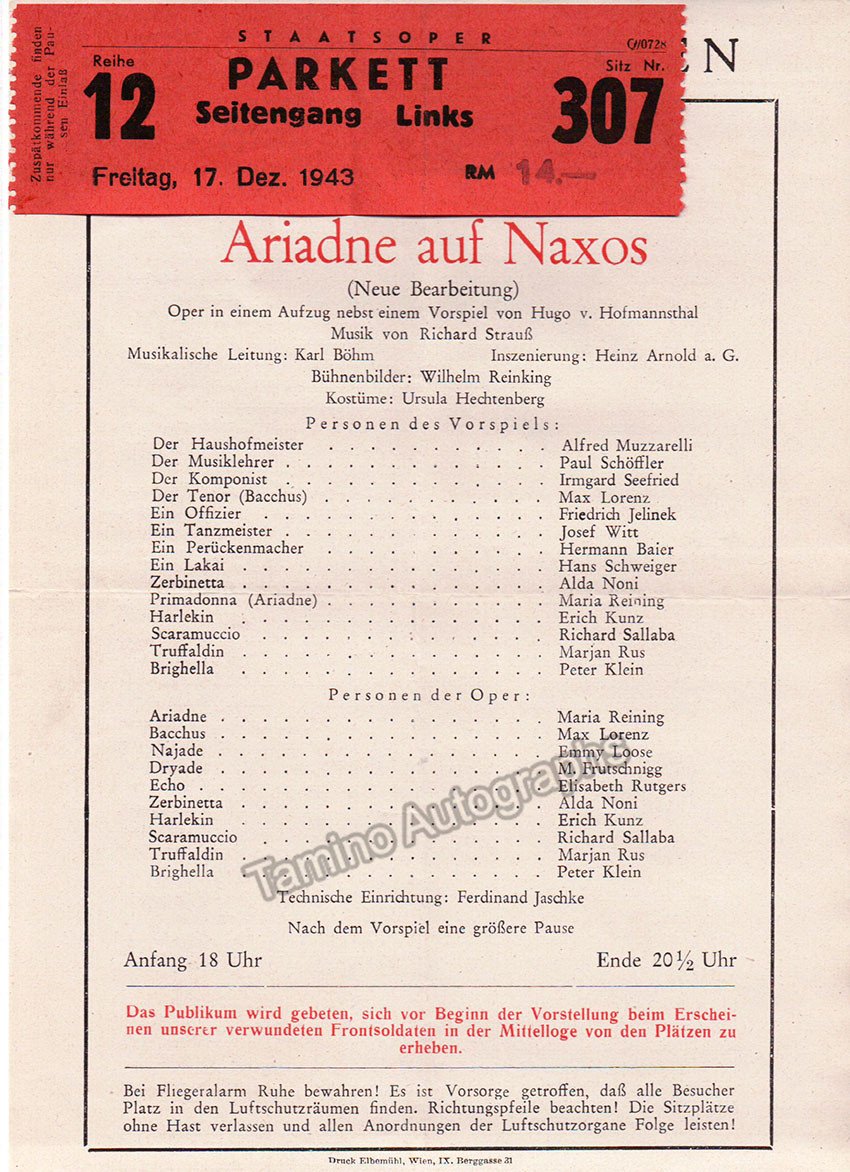 Zuspätkommende finden
nur während der Pau-
sen Einlaß
STAATSOPER
Reihe
12
PARKETT
Seitengang Links
Sitz Nr.
307
Freitag, 17. Dez. 1943
RM 14.—
EN
Ariadne auf Naxos
(Neue Bearbeitung)
Oper in einem Aufzug nebst einem Vorspiel von Hugo v. Hofmannsthal
Musik von Richard Strauß
Musikalische Leitung: Karl Böhm Inszenierung: Heinz Arnold a. G.
Bühnenbilder: Wilhelm Reinking
Kostüme: Ursula Hechtenberg
Personen des Vorspiels:
Der Haushofmeister . . . . . . . . . . . Alfred Muzzarelli
Der Musiklehrer . . . . . . . . . . . . Paul Schöffler
Der Komponist . . . . . . . . . . . . . Irmgard Seefried
Der Tenor (Bacchus) . . . . . . . . . . . Max Lorenz
Ein Offizier . . . . . . . . . . . . . Friedrich Jelinek
Ein Tanzmeister . . . . . . . . . . . . Josef Witt
Ein Perückenmacher . . . . . . . . . . . Hermann Baier
Ein Lakai . . . . . . . . . . . . . . Hans Schweiger
Zerbinetta . . . . . . . . . . . . . . Alda Noni
Primadonna (Ariadne) . . . . . . . . . . . Maria Reining
Harlekin . . . . . . . . . . . . . . Erich Kunz
Scaramuccio . . . . . . . . . . . . . Richard Sallaba
Truffaldin . . . . . . . . . . . . . . Marjan Rus
Brighella . . . . . . . . . . . . . . Peter Klein
Personen der Oper:
Ariadne . . . . . . . . . . . . . . . Maria Reining
Bacchus . . . . . . . . . . . . . . . Max Lorenz
Najade . . . . . . . . . . . . . . . Emmy Loose
Dryade . . . . . . . . . . . . . . . M. Frutschnigg
Echo . . . . . . . . . . . . . . . . Elisabeth Rutgers
Zerbinetta . . . . . . . . . . . . . . Alda Noni
Harlekin . . . . . . . . . . . . . . Erich Kunz
Scaramuccio . . . . . . . . . . . . . Richard Sallaba
Truffaldin . . . . . . . . . . . . . . Marjan Rus
Brighella . . . . . . . . . . . . . . Peter Klein
Tamino Autographs
Technische Einrichtung: Ferdinand Jaschke
Nach dem Vorspiel eine größere Pause
Anfang 18 Uhr Ende 20½ Uhr
Das Publikum wird gebeten, sich vor Beginn der Vorstellung beim Erschei-
nen unserer verwundeten Frontsoldaten in der Mittelloge von den Plätzen zu
erheben.
Bei Fliegeralarm Ruhe bewahren! Es ist Vorsorge getroffen, daß alle Besucher
Platz in den Luftschutzräumen finden. Richtungspfeile beachten! Die Sitzplätze
ohne Hast verlassen und allen Anordnungen der Luftschutzorgane Folge leisten!
Druck Elbemühl, Wien, IX. Berggasse 31